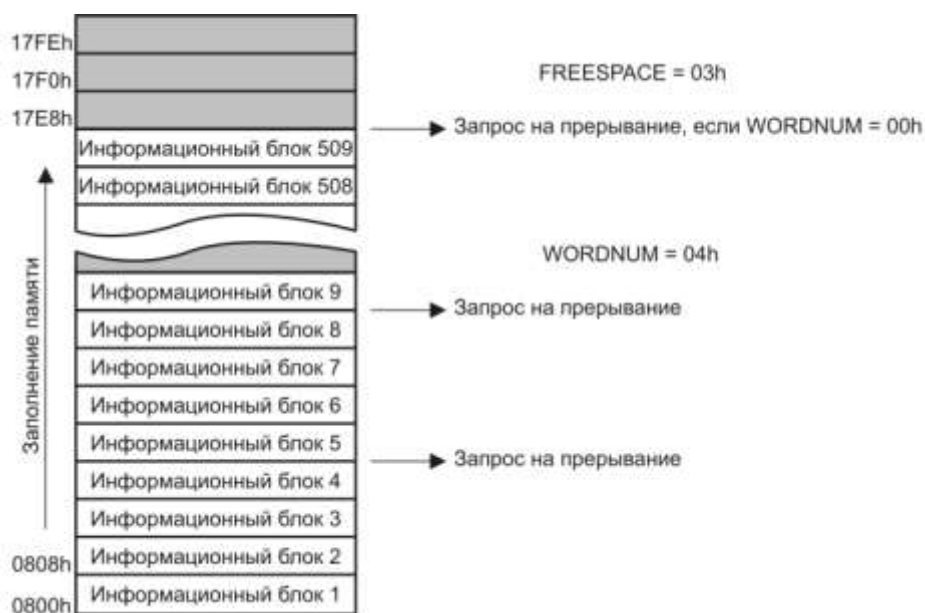 17FEh
17F0h
FREESPACE = 03h
17E8h
Запрос на прерывание, если WORDNUM = 00h
Информационный блок 509
Информационный блок 508
WORDNUM = 04h
Заполнение памяти
Информационный блок 9
Запрос на прерывание
Информационный блок 8
Информационный блок 7
Информационный блок 6
Информационный блок 5
Запрос на прерывание
Информационный блок 4
Информационный блок 3
0808h
Информационный блок 2
0800h
Информационный блок 1